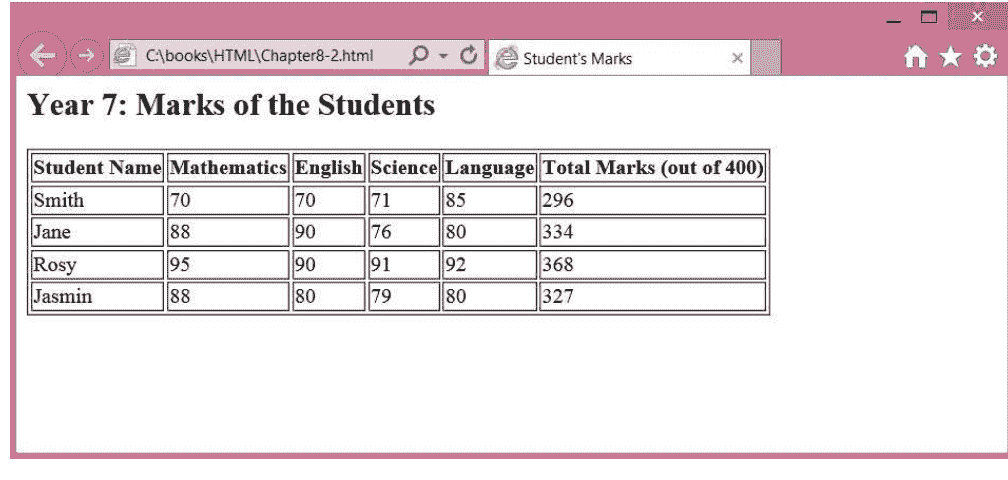 C:\books\HTML\Chapter8-2.html Student's Marks
Year 7: Marks of the Students
Student Name Mathematics English Science Language Total Marks (out of 400)
Smith 70 70 71 85 296
Jane 88 90 76 80 334
Rosy 95 90 91 92 368
Jasmin 88 80 79 80 327